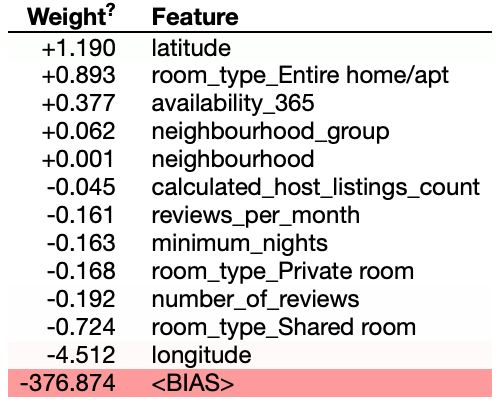 Weight? Feature
+1.190 latitude
+0.893 room_type_Entire home/apt
+0.377 availability_365
+0.062 neighbourhood_group
+0.001 neighbourhood
-0.045 calculated_host_listings_count
-0.161 reviews_per_month
-0.163 minimum_nights
-0.168 room_type_Private room
-0.192 number_of_reviews
-0.724 room_type_Shared room
-4.512 longitude
-376.874 <BIAS>